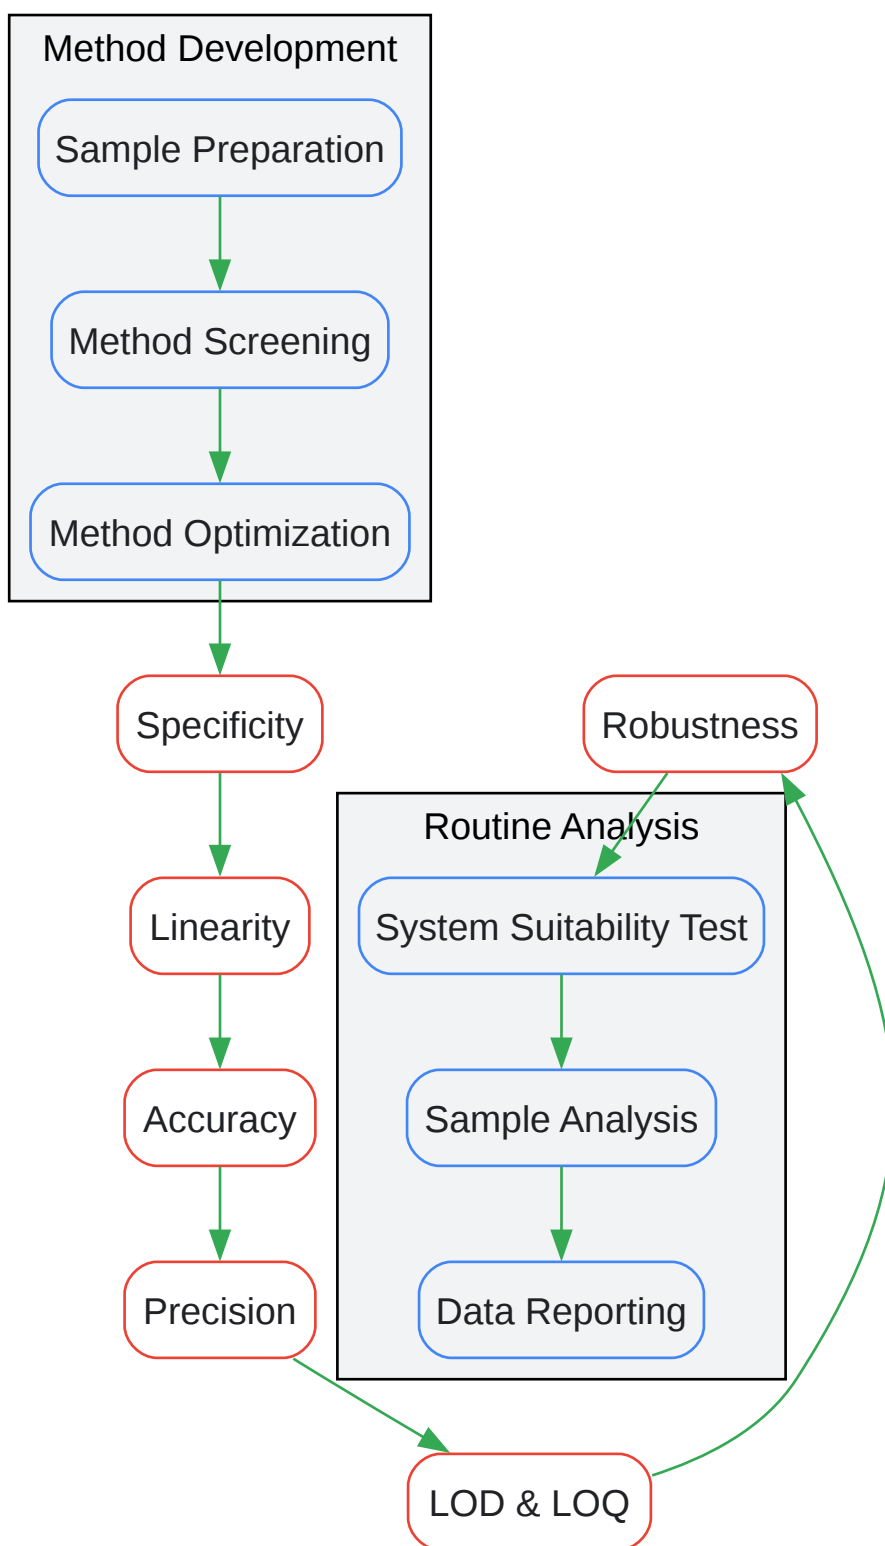 Method Development
Sample Preparation
Method Screening
Method Optimization
Specificity
Robustness
Routine Analysis
Linearity
System Suitability Test
Accuracy
Sample Analysis
Precision
Data Reporting
LOD & LOQ